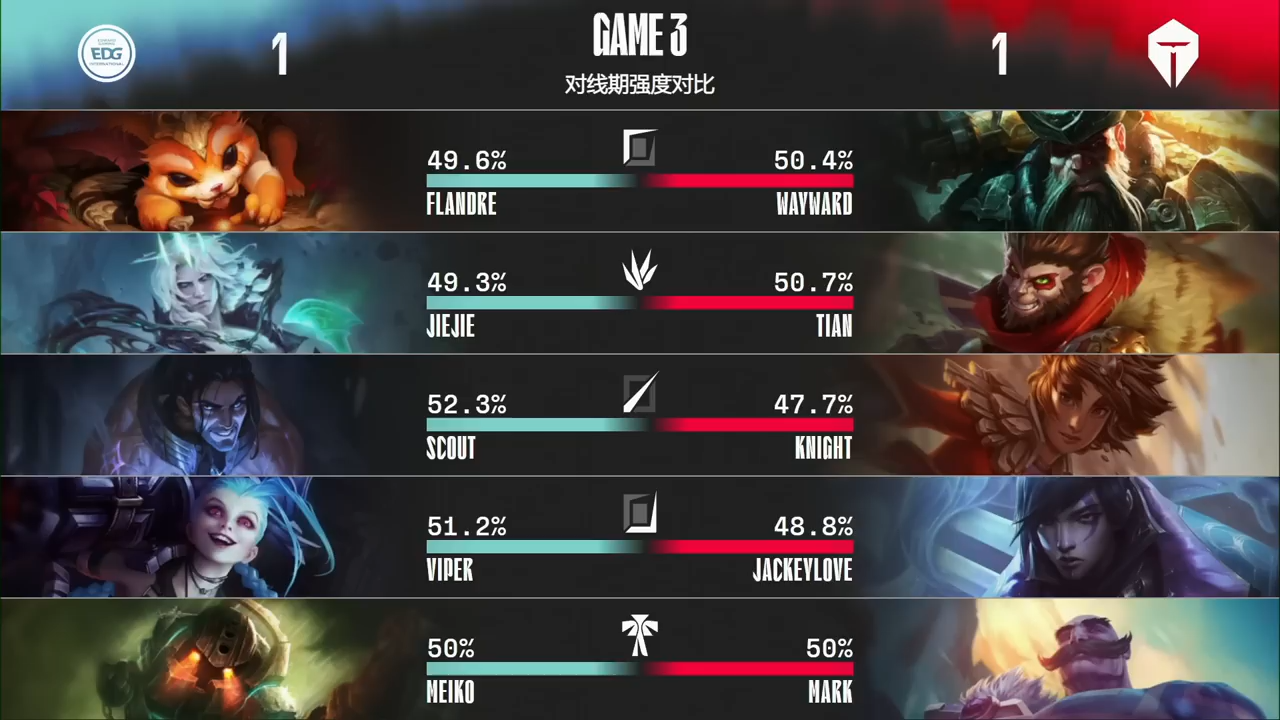 GAME 3
EDG
1
1
对线期强度对比
49.6%
50.4%
FLANDRE
WAYWARD
49.3%
50.7%
JIEJIE
TIAN
52.3%
47.7%
SCOUT
KNIGHT
51.2%
48.8%
VIPER
JACKEYLOVE
50%
50%
MEIKO
MARK